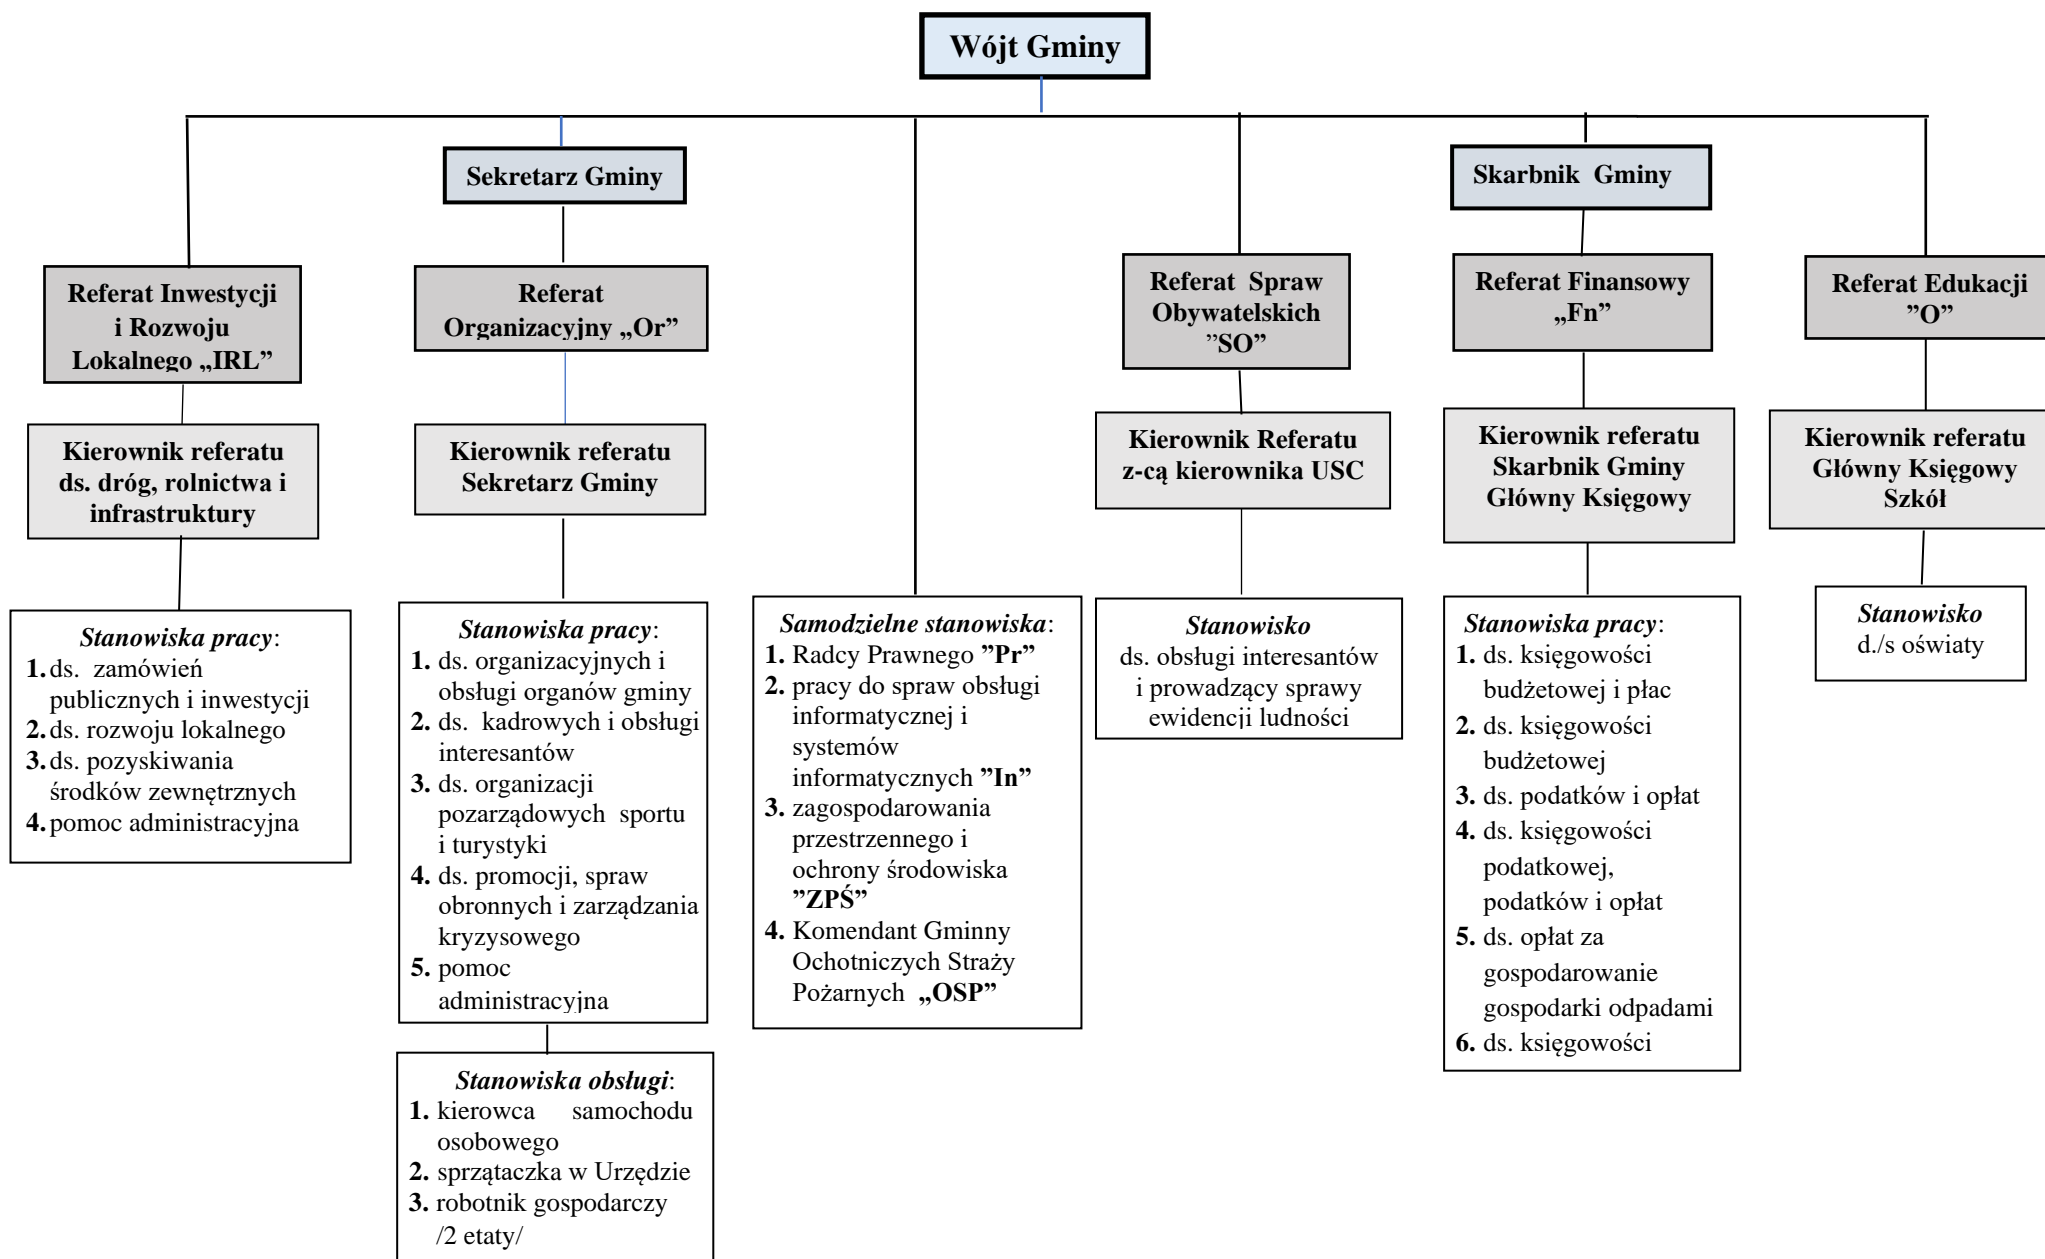 Wójt Gminy
Sekretarz Gminy
Skarbnik Gminy
Referat Inwestycji
i Rozwoju
Lokalnego „IRL”
Referat
Organizacyjny „Or”
Referat Spraw
Obywatelskich
”SO”
Referat Finansowy
„Fn”
Referat Edukacji
”O”
Kierownik referatu
ds. dróg, rolnictwa i
infrastruktury
Kierownik referatu
Sekretarz Gminy
Kierownik Referatu
z-cą kierownika USC
Kierownik referatu
Skarbnik Gminy
Główny Księgowy
Kierownik referatu
Główny Księgowy
Szkół
Stanowiska pracy:
1. ds. zamówień
publicznych i inwestycji
2. ds. rozwoju lokalnego
3. ds. pozyskiwania
środków zewnętrznych
4. pomoc administracyjna
Stanowiska pracy:
1. ds. organizacyjnych i
obsługi organów gminy
2. ds. kadrowych i obsługi
interesantów
3. ds. organizacji
pozarządowych sportu
i turystyki
4. ds. promocji, spraw
obronnych i zarządzania
kryzysowego
5. pomoc
administracyjna
Stanowiska obsługi:
1. kierowca samochodu
osobowego
2. sprzątaczka w Urzędzie
3. robotnik gospodarczy
/2 etaty/
Samodzielne stanowiska:
1. Radcy Prawnego ”Pr”
2. pracy do spraw obsługi
informatycznej i
systemów
informatycznych ”In”
3. zagospodarowania
przestrzennego i
ochrony środowiska
”ZPŚ”
4. Komendant Gminny
Ochotniczych Straży
Pożarnych „OSP”
Stanowisko
ds. obsługi interesantów
i prowadzący sprawy
ewidencji ludności
Stanowiska pracy:
1. ds. księgowości
budżetowej i płac
2. ds. księgowości
budżetowej
3. ds. podatków i opłat
4. ds. księgowości
podatkowej,
podatków i opłat
5. ds. opłat za
gospodarowanie
gospodarki odpadami
6. ds. księgowości
Stanowisko
d./s oświaty